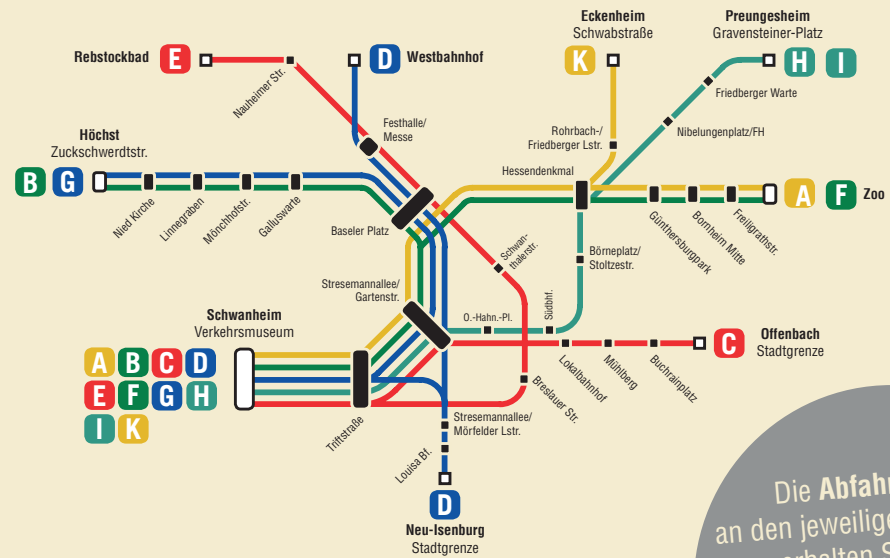 Rebstockbad E
Nauheimer Str.
D Westbahnhof
Eckenheim
Schwabstraße
K
Preungesheim
Gravensteiner-Platz
H I
Friedberger Warte
Nibelungenplatz/FH
Festhalle/
Messe
Rohrbach-/
Friedberger Lstr.
Hessendenkmal
Höchst
Zuckschwerdtstr.
B G
Nied Kirche
Linnegraben
Mönchhofstr.
Galluswarte
Baseler Platz
A F Zoo
Günthersburgpark
Bornheim Mitte
Freiligrathstr.
Schwan-
thalerstr.
Börneplatz/
Stoltzestr.
Stresemannallee/
Gartenstr.
O.-Hahn.-Pl.
Südbhf.
Schwanheim
Verkehrsmuseum
A B C D
E F G H
I K
Triftstraße
Lokalbahnhof
Mühlberg
Buchrainplatz
C Offenbach
Stadtgrenze
Breslauer Str.
Stresemannallee/
Mörfelder Lstr.
Louisa Bf.
D
Neu-Isenburg
Stadtgrenze
Die Abfahr
an den jeweilige